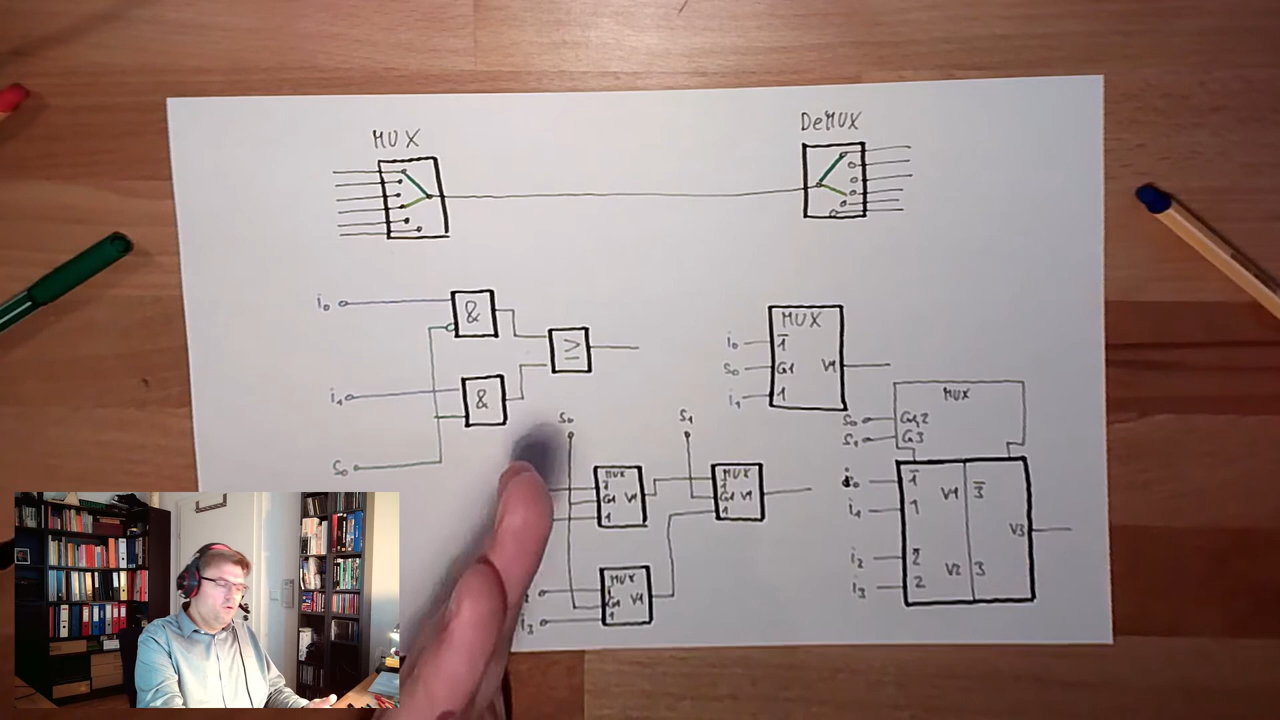 MUX
DeMUX
i₀
&
≥
i₁
&
S₀
MUX
i₀ 1̅
S₀ G1 V1
i₁ 1
MUX
S₀ G1,2
S₁ G3
i₀ 1̅ V1 3̅
i₁ 1
V3
i₂ 2̅ V2 3
i₃ 2
S₀
S₁
MUX
1̅
G1 V1
1
MUX
1̅
G1 V1
1
MUX
G1 V1
i₃ 1